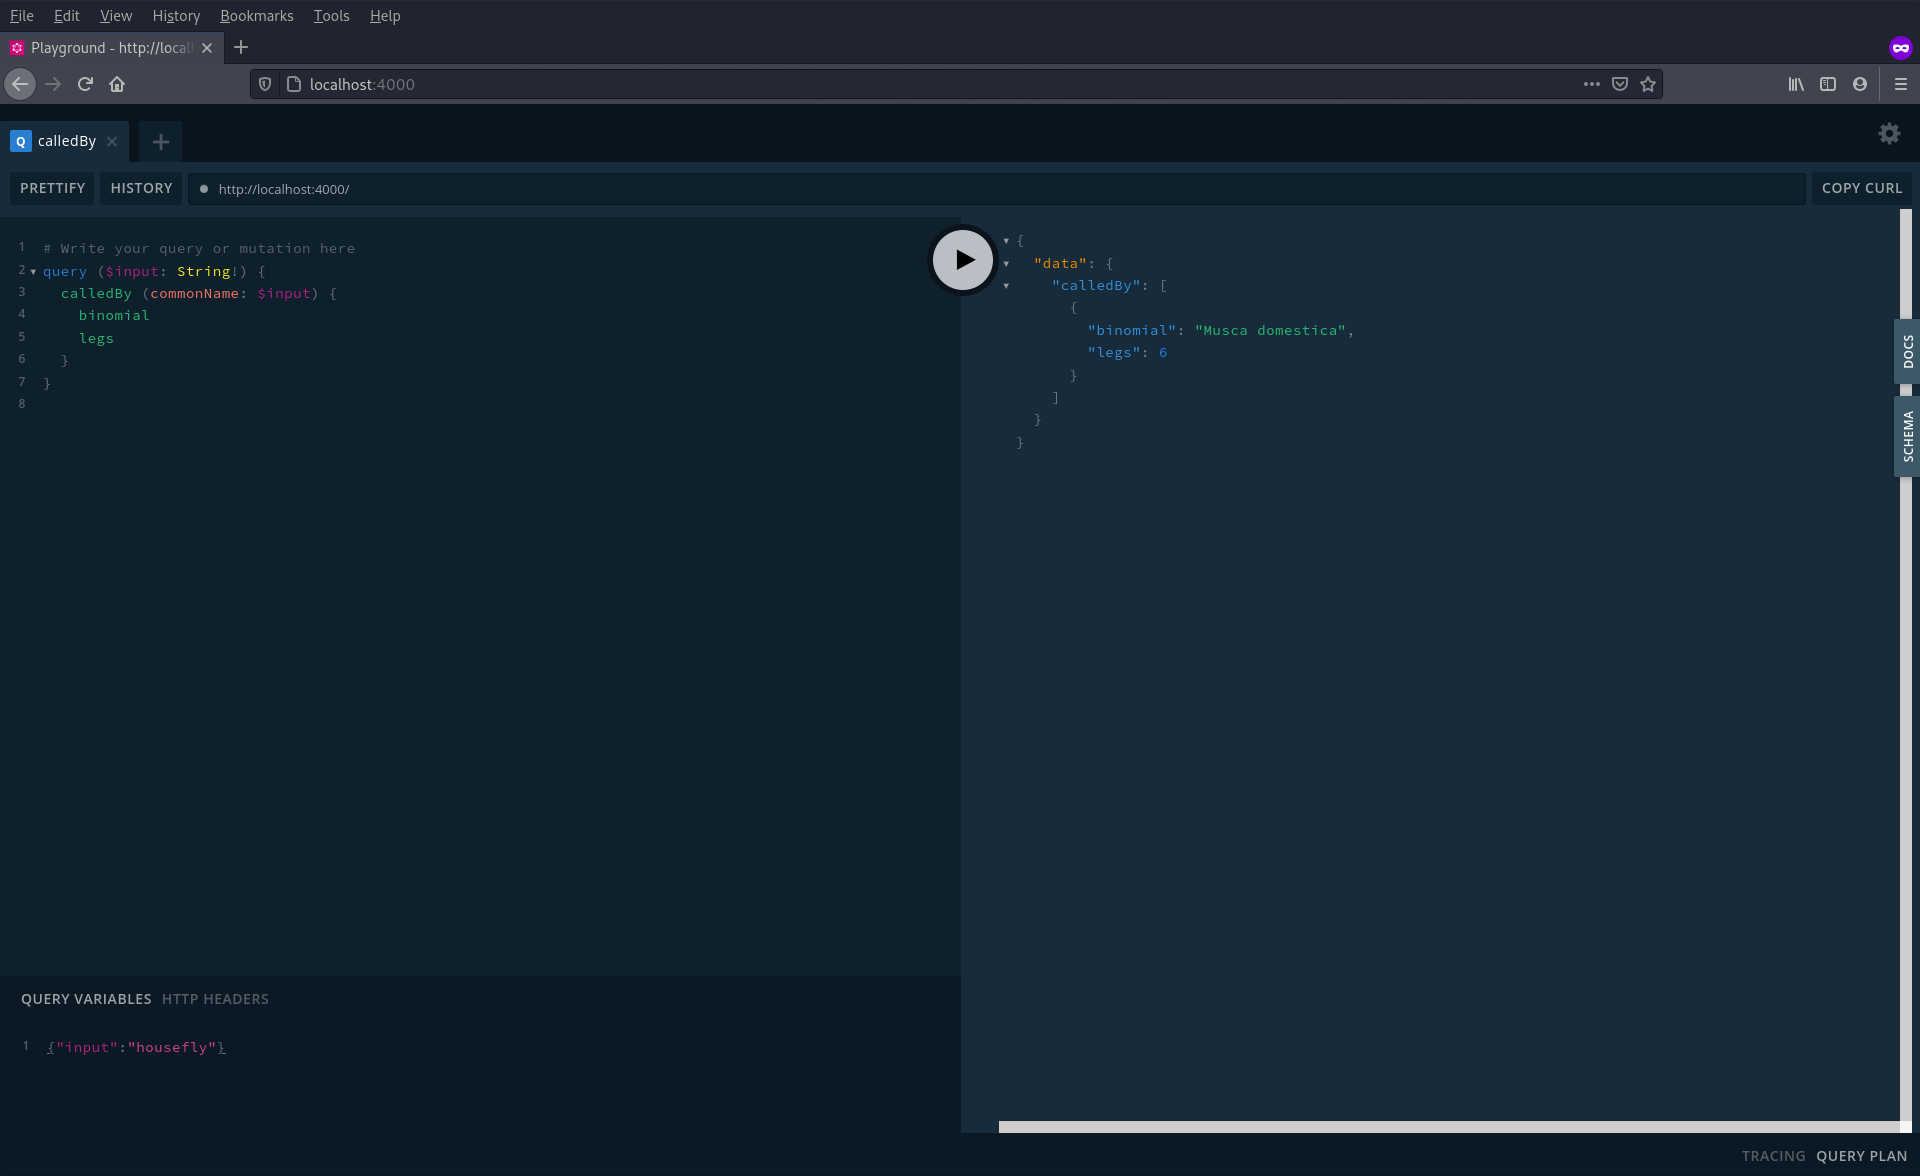 File Edit View History Bookmarks Tools Help
Playground - http://local
localhost:4000
Q calledBy
PRETTIFY HISTORY http://localhost:4000/ COPY CURL
1 # Write your query or mutation here
2 query ($input: String!) {
3   calledBy (commonName: $input) {
4     binomial
5     legs
6   }
7 }
8
{
  "data": {
    "calledBy": [
      {
        "binomial": "Musca domestica",
        "legs": 6
      }
    ]
  }
}
DOCS
SCHEMA
QUERY VARIABLES HTTP HEADERS
1 {"input":"housefly"}
TRACING QUERY PLAN